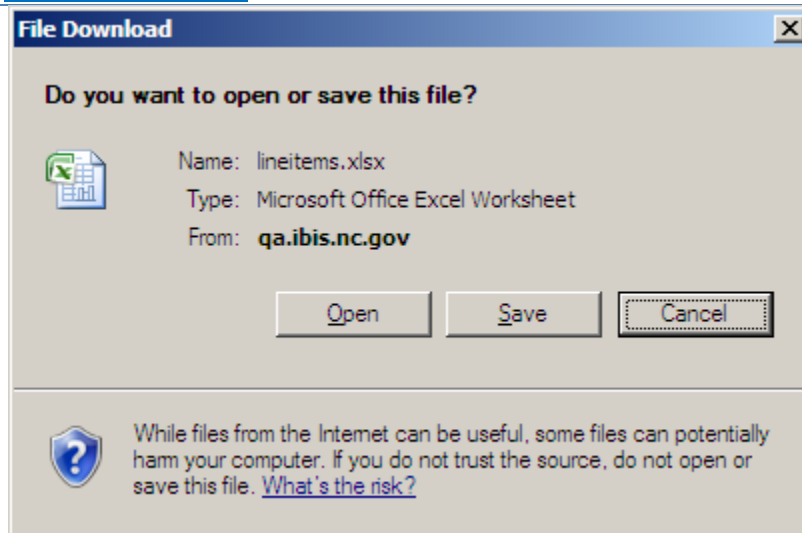 File Download
Do you want to open or save this file?
Name: lineitems.xlsx
Type: Microsoft Office Excel Worksheet
From: qa.ibis.nc.gov
Open Save Cancel
While files from the Internet can be useful, some files can potentially
harm your computer. If you do not trust the source, do not open or
save this file. What's the risk?